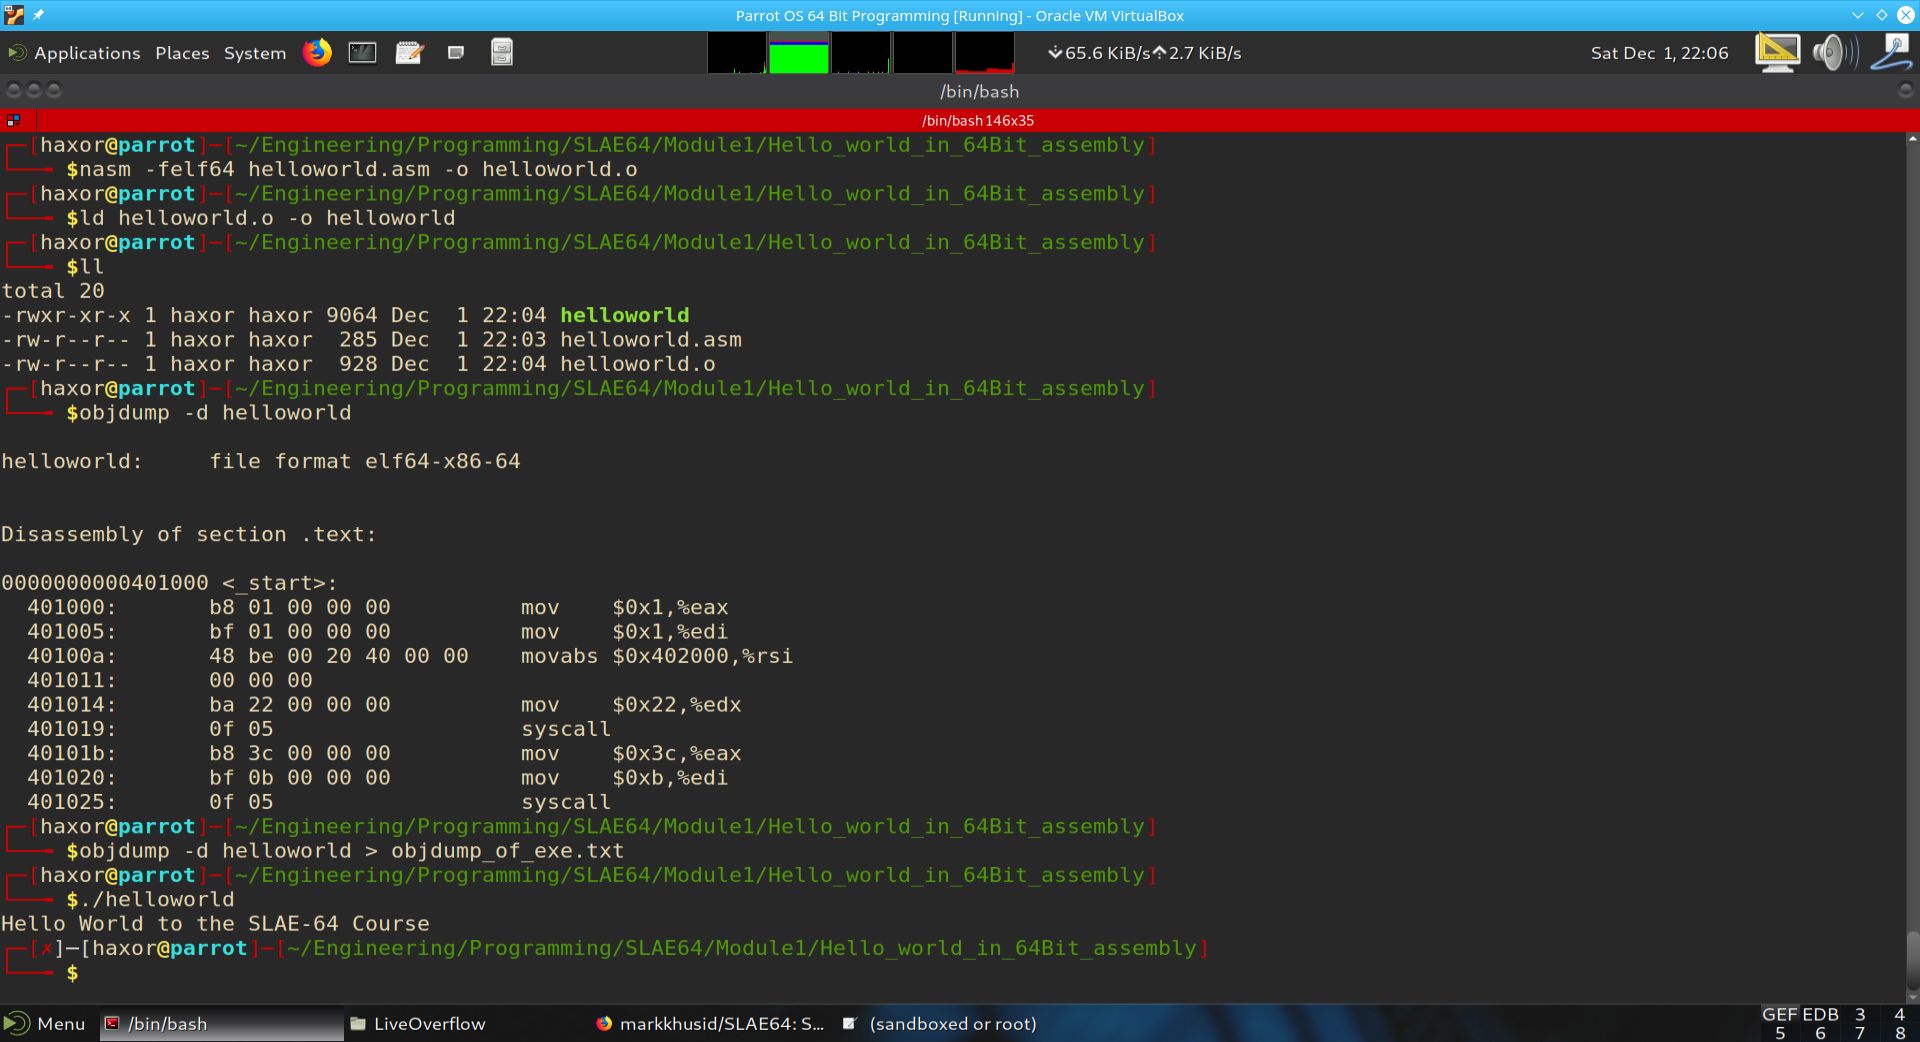 Parrot OS 64 Bit Programming [Running] - Oracle VM VirtualBox
Applications Places System 65.6 KiB/s 2.7 KiB/s Sat Dec 1, 22:06
/bin/bash
/bin/bash 146x35
[haxor@parrot]─[~/Engineering/Programming/SLAE64/Module1/Hello_world_in_64Bit_assembly]
$nasm -felf64 helloworld.asm -o helloworld.o
[haxor@parrot]─[~/Engineering/Programming/SLAE64/Module1/Hello_world_in_64Bit_assembly]
$ld helloworld.o -o helloworld
[haxor@parrot]─[~/Engineering/Programming/SLAE64/Module1/Hello_world_in_64Bit_assembly]
$ll
total 20
-rwxr-xr-x 1 haxor haxor 9064 Dec  1 22:04 helloworld
-rw-r--r-- 1 haxor haxor  285 Dec  1 22:03 helloworld.asm
-rw-r--r-- 1 haxor haxor  928 Dec  1 22:04 helloworld.o
[haxor@parrot]─[~/Engineering/Programming/SLAE64/Module1/Hello_world_in_64Bit_assembly]
$objdump -d helloworld
helloworld:     file format elf64-x86-64
Disassembly of section .text:
0000000000401000 <_start>:
401000:       b8 01 00 00 00          mov    $0x1,%eax
401005:       bf 01 00 00 00          mov    $0x1,%edi
40100a:       48 be 00 20 40 00 00    movabs $0x402000,%rsi
401011:       00 00 00
401014:       ba 22 00 00 00          mov    $0x22,%edx
401019:       0f 05                   syscall
40101b:       b8 3c 00 00 00          mov    $0x3c,%eax
401020:       bf 0b 00 00 00          mov    $0xb,%edi
401025:       0f 05                   syscall
[haxor@parrot]─[~/Engineering/Programming/SLAE64/Module1/Hello_world_in_64Bit_assembly]
$objdump -d helloworld > objdump_of_exe.txt
[haxor@parrot]─[~/Engineering/Programming/SLAE64/Module1/Hello_world_in_64Bit_assembly]
$./helloworld
Hello World to the SLAE-64 Course
[✗]─[haxor@parrot]─[~/Engineering/Programming/SLAE64/Module1/Hello_world_in_64Bit_assembly]
$
Menu /bin/bash LiveOverflow markkhusid/SLAE64: S... (sandboxed or root) GEF EDB 3 4
5 6 7 8